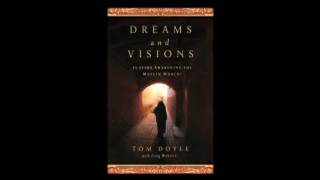 DREAMS
and
VISIONS
IS JESUS AWAKENING THE
MUSLIM WORLD?
TOM DOYLE
with Greg Webster